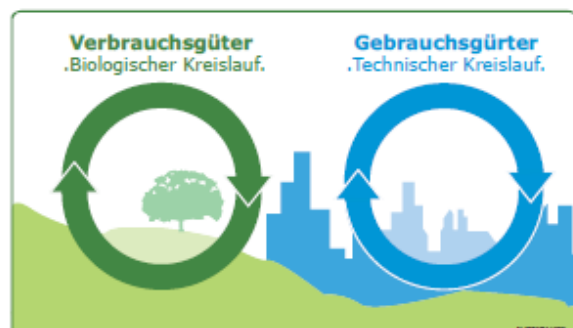 Verbrauchsgüter
.Biologischer Kreislauf.
Gebrauchsgürter
.Technischer Kreislauf.